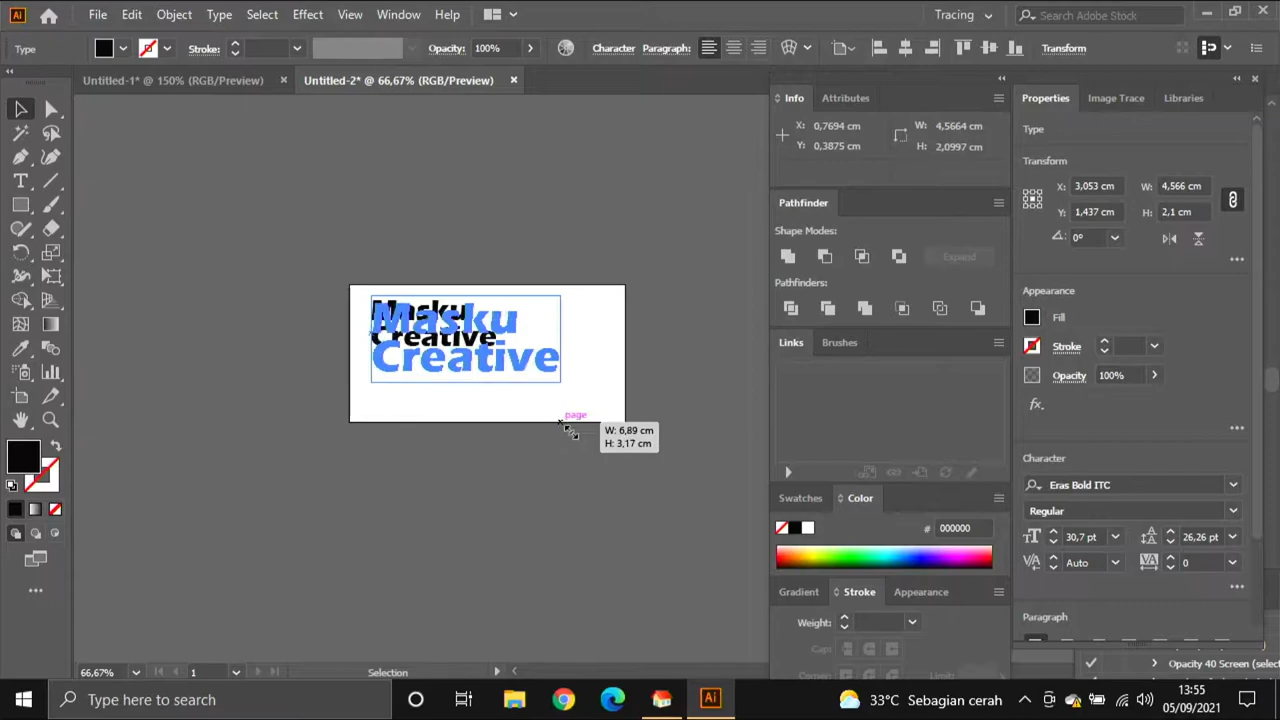 Ai File Edit Object Type Select Effect View Window Help Tracing Search Adobe Stock
Type Stroke: Opacity: 100% Character Paragraph: Transform
Untitled-1* @ 150% (RGB/Preview) Untitled-2* @ 66,67% (RGB/Preview)
Info Attributes
X: 0,7694 cm W: 4,5664 cm
Y: 0,3875 cm H: 2,0997 cm
Pathfinder
Shape Modes:
Expand
Pathfinders:
Links Brushes
Swatches Color
# 000000
Gradient Stroke Appearance
Weight:
Cap:
Corner: Limit:
Properties Image Trace Libraries
Type
Transform
X: 3,053 cm W: 4,566 cm
Y: 1,437 cm H: 2,1 cm
0°
Appearance
Fill
Stroke
Opacity 100%
fx.
Character
Eras Bold ITC
Regular
30,7 pt 26,26 pt
Auto 0
Paragraph
Opacity 40 Screen (selec
Masku
Creative
Masku
Creative
page
W: 6,89 cm
H: 3,17 cm
66,67% 1 Selection
Type here to search Ai 33°C Sebagian cerah 13:55
05/09/2021